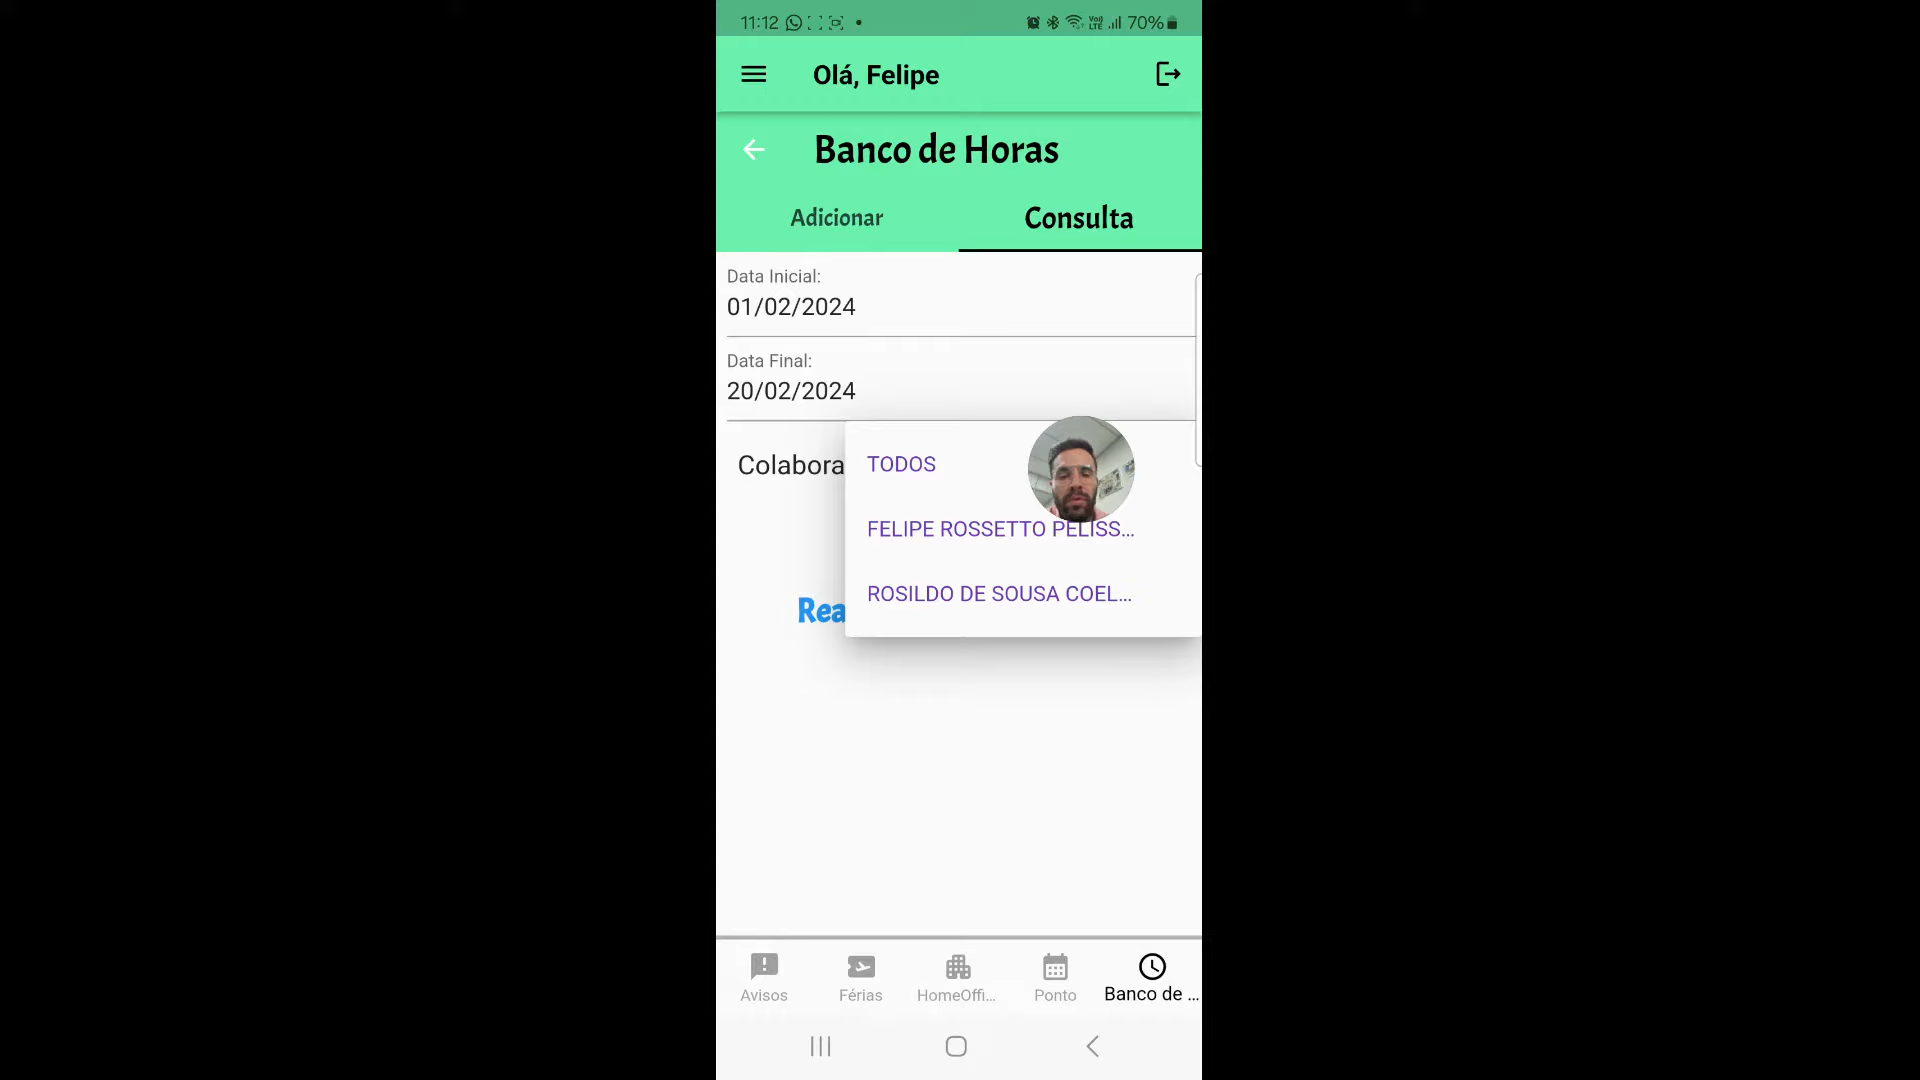 11:12 70%
Olá, Felipe
Banco de Horas
Adicionar Consulta
Data Inicial:
01/02/2024
Data Final:
20/02/2024
Colabora
TODOS
FELIPE ROSSETTO PELISS...
ROSILDO DE SOUSA COEL...
Rea
Avisos Férias HomeOffi... Ponto Banco de ...